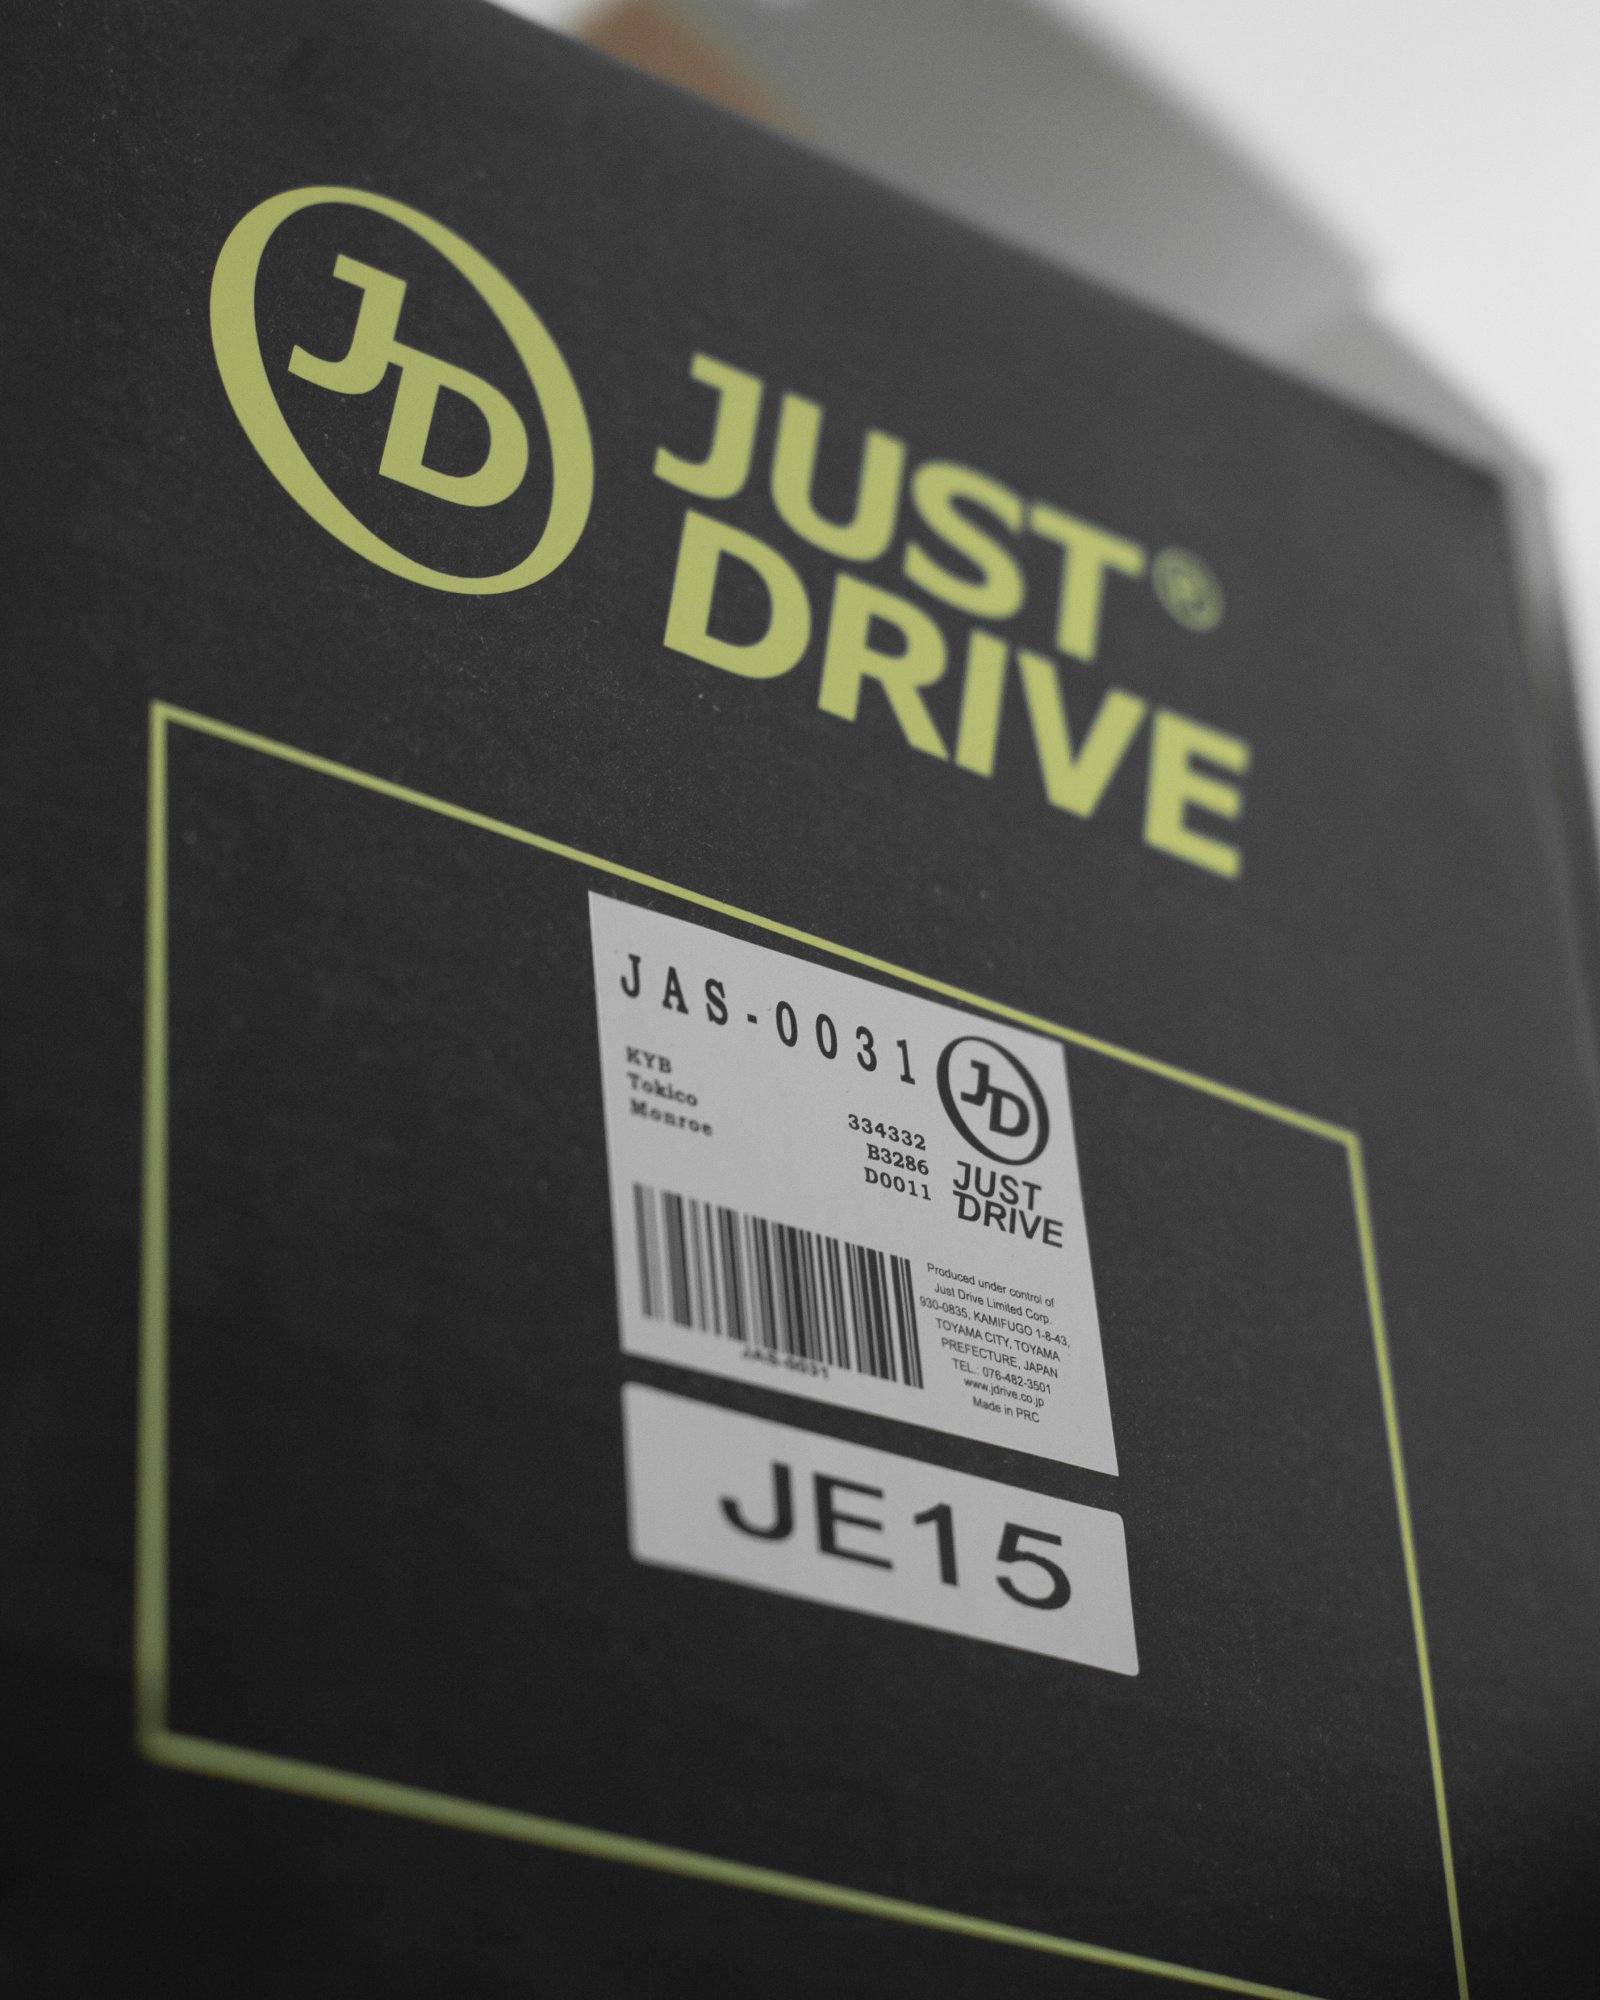 JD
JUST®
DRIVE
JAS-0031
KYB 334332
Tokico B3286
Monroe D0011
JD
JUST
DRIVE
JAS-0031
Produced under control of
Just Drive Limited Corp.
930-0835, KAMIFUGO 1-8-43,
TOYAMA CITY, TOYAMA
PREFECTURE, JAPAN
TEL.: 076-482-3501
www.jdrive.co.jp
Made in PRC
JE15